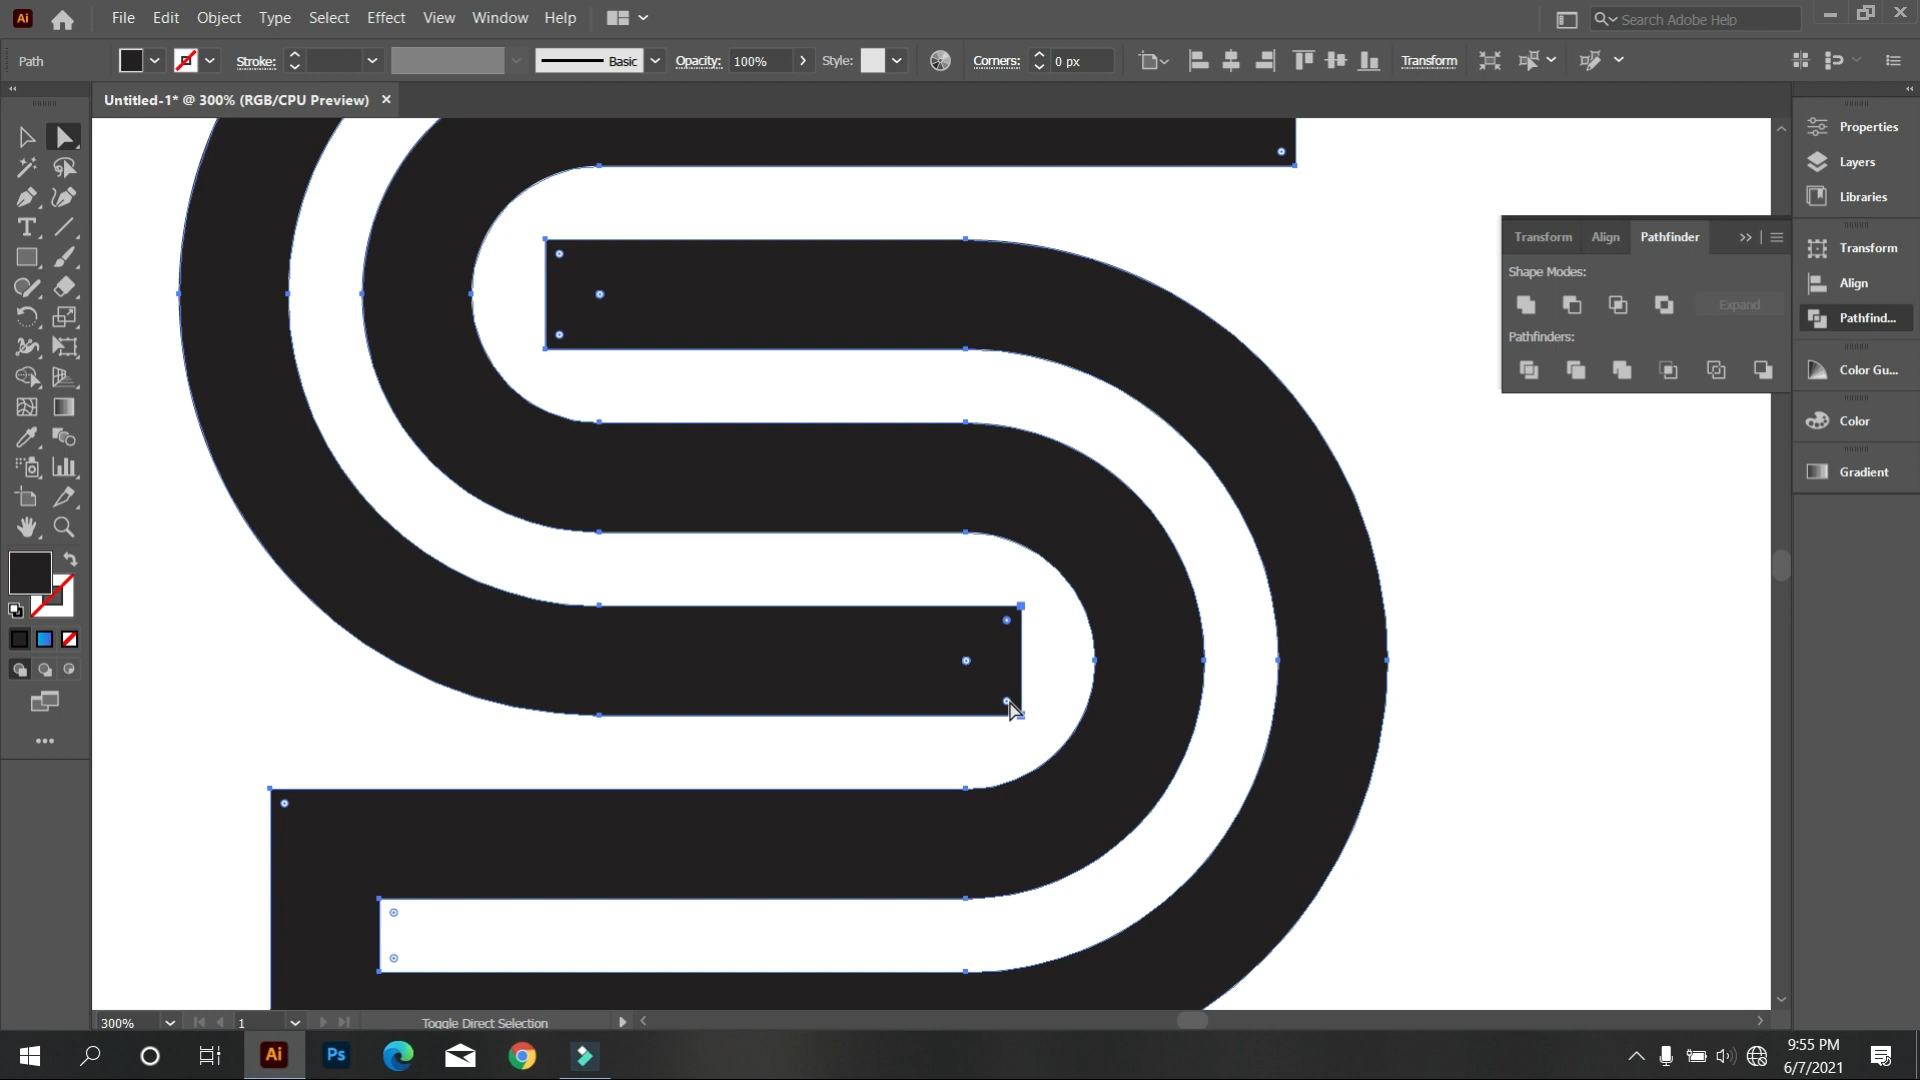 Ai File Edit Object Type Select Effect View Window Help Search Adobe Help
Path Stroke: Basic Opacity: 100% Style: Corners: 0 px Transform
Untitled-1* @ 300% (RGB/CPU Preview) ×
Properties
Layers
Libraries
Transform Align Pathfinder
Transform
Shape Modes:
Align
Expand
Pathfind...
Pathfinders:
Color Gu...
Color
Gradient
300% 1 Toggle Direct Selection
Ai Ps 9:55 PM
6/7/2021